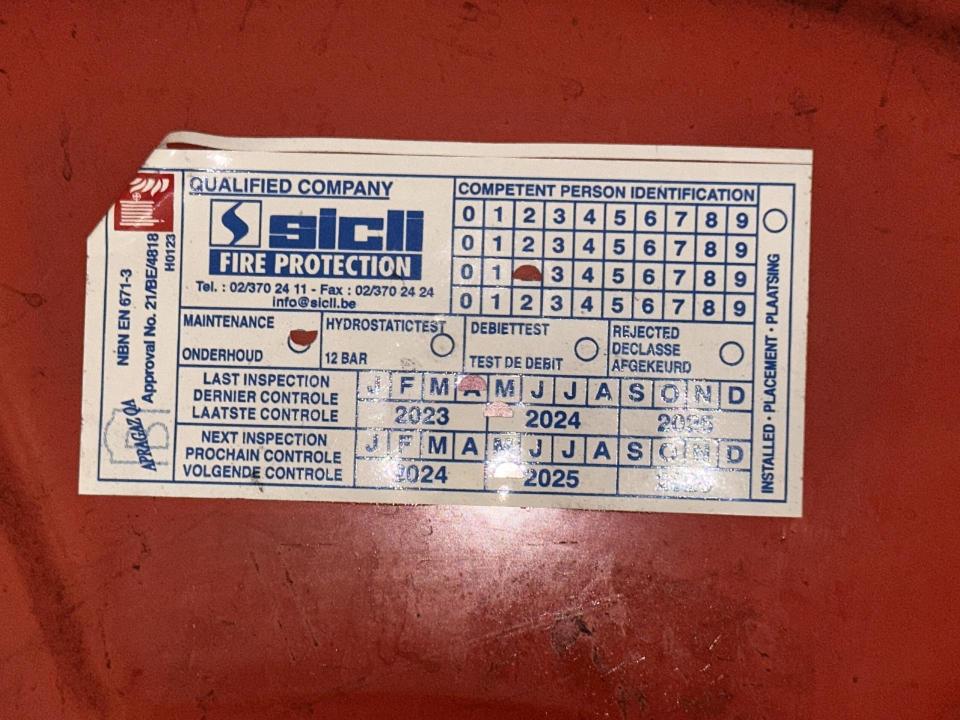 QUALIFIED COMPANY
sicli
FIRE PROTECTION
Tel. : 02/370 24 11 - Fax : 02/370 24 24
info@sicli.be
COMPETENT PERSON IDENTIFICATION
0 1 2 3 4 5 6 7 8 9
0 1 2 3 4 5 6 7 8 9
0 1 3 4 5 6 7 8 9
0 1 2 3 4 5 6 7 8 9
MAINTENANCE
ONDERHOUD
HYDROSTATICTEST
12 BAR
DEBIETTEST
TEST DE DEBIT
REJECTED
DECLASSE
AFGEKEURD
LAST INSPECTION
DERNIER CONTROLE
LAATSTE CONTROLE
J F M A M J J A S O N D
2023 2024
NEXT INSPECTION
PROCHAIN CONTROLE
VOLGENDE CONTROLE
J F M A M J J A S O N D
2024 2025
NBN EN 671-3
Approval No. 21/BE/4818
H0123
APRAGAZ QA
INSTALLED • PLACEMENT • PLAATSING